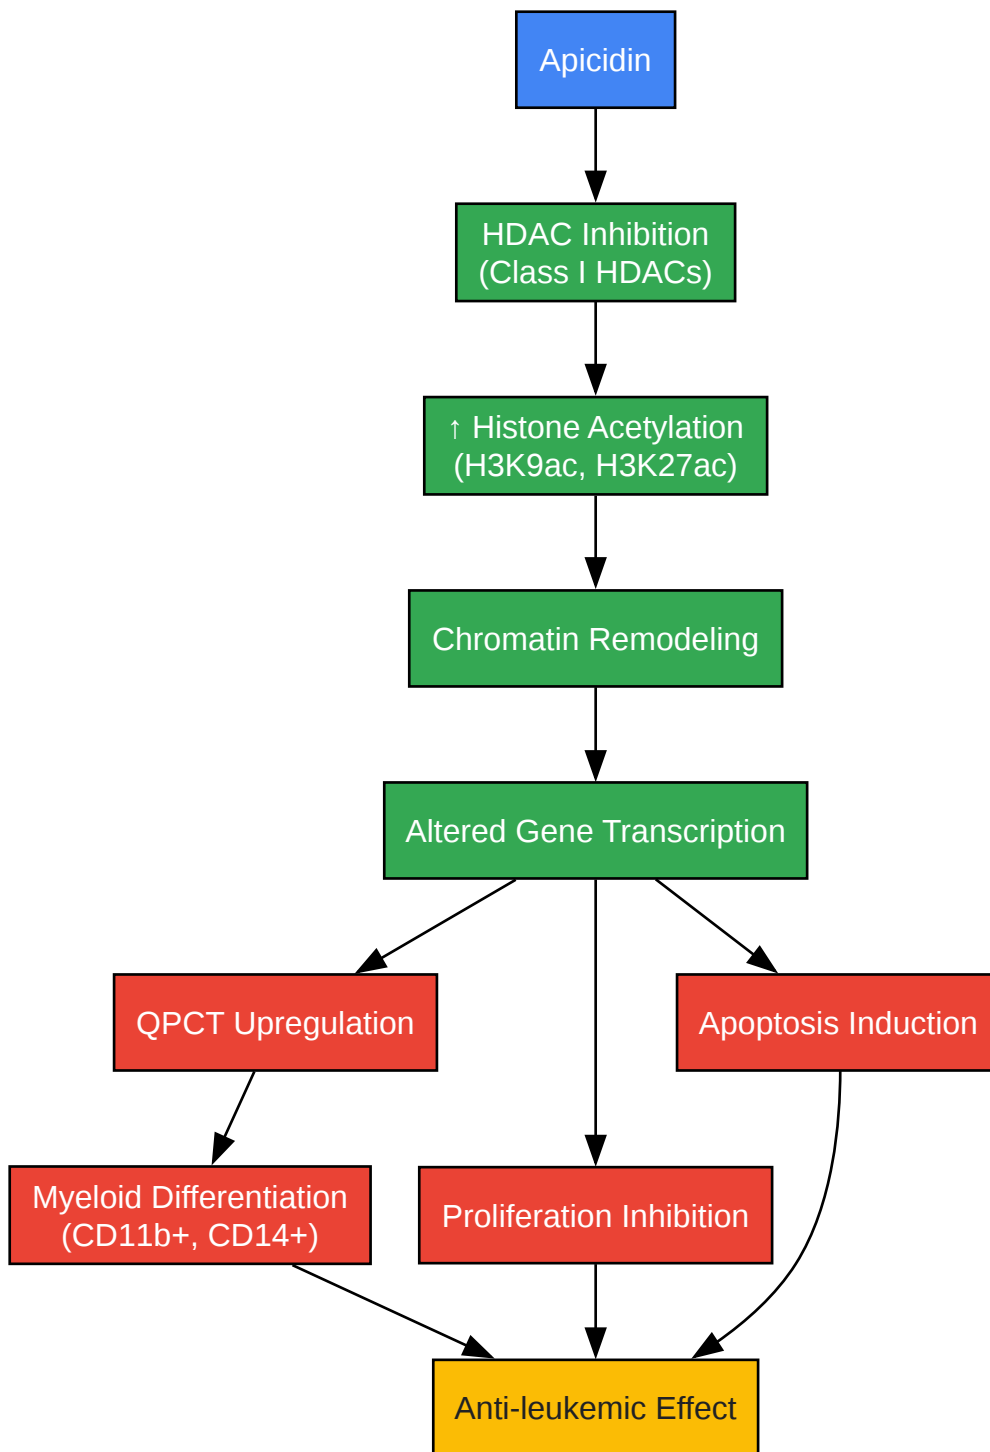 Apicidin
HDAC Inhibition
(Class I HDACs)
↑ Histone Acetylation
(H3K9ac, H3K27ac)
Chromatin Remodeling
Altered Gene Transcription
QPCT Upregulation
Apoptosis Induction
Myeloid Differentiation
(CD11b+, CD14+)
Proliferation Inhibition
Anti-leukemic Effect